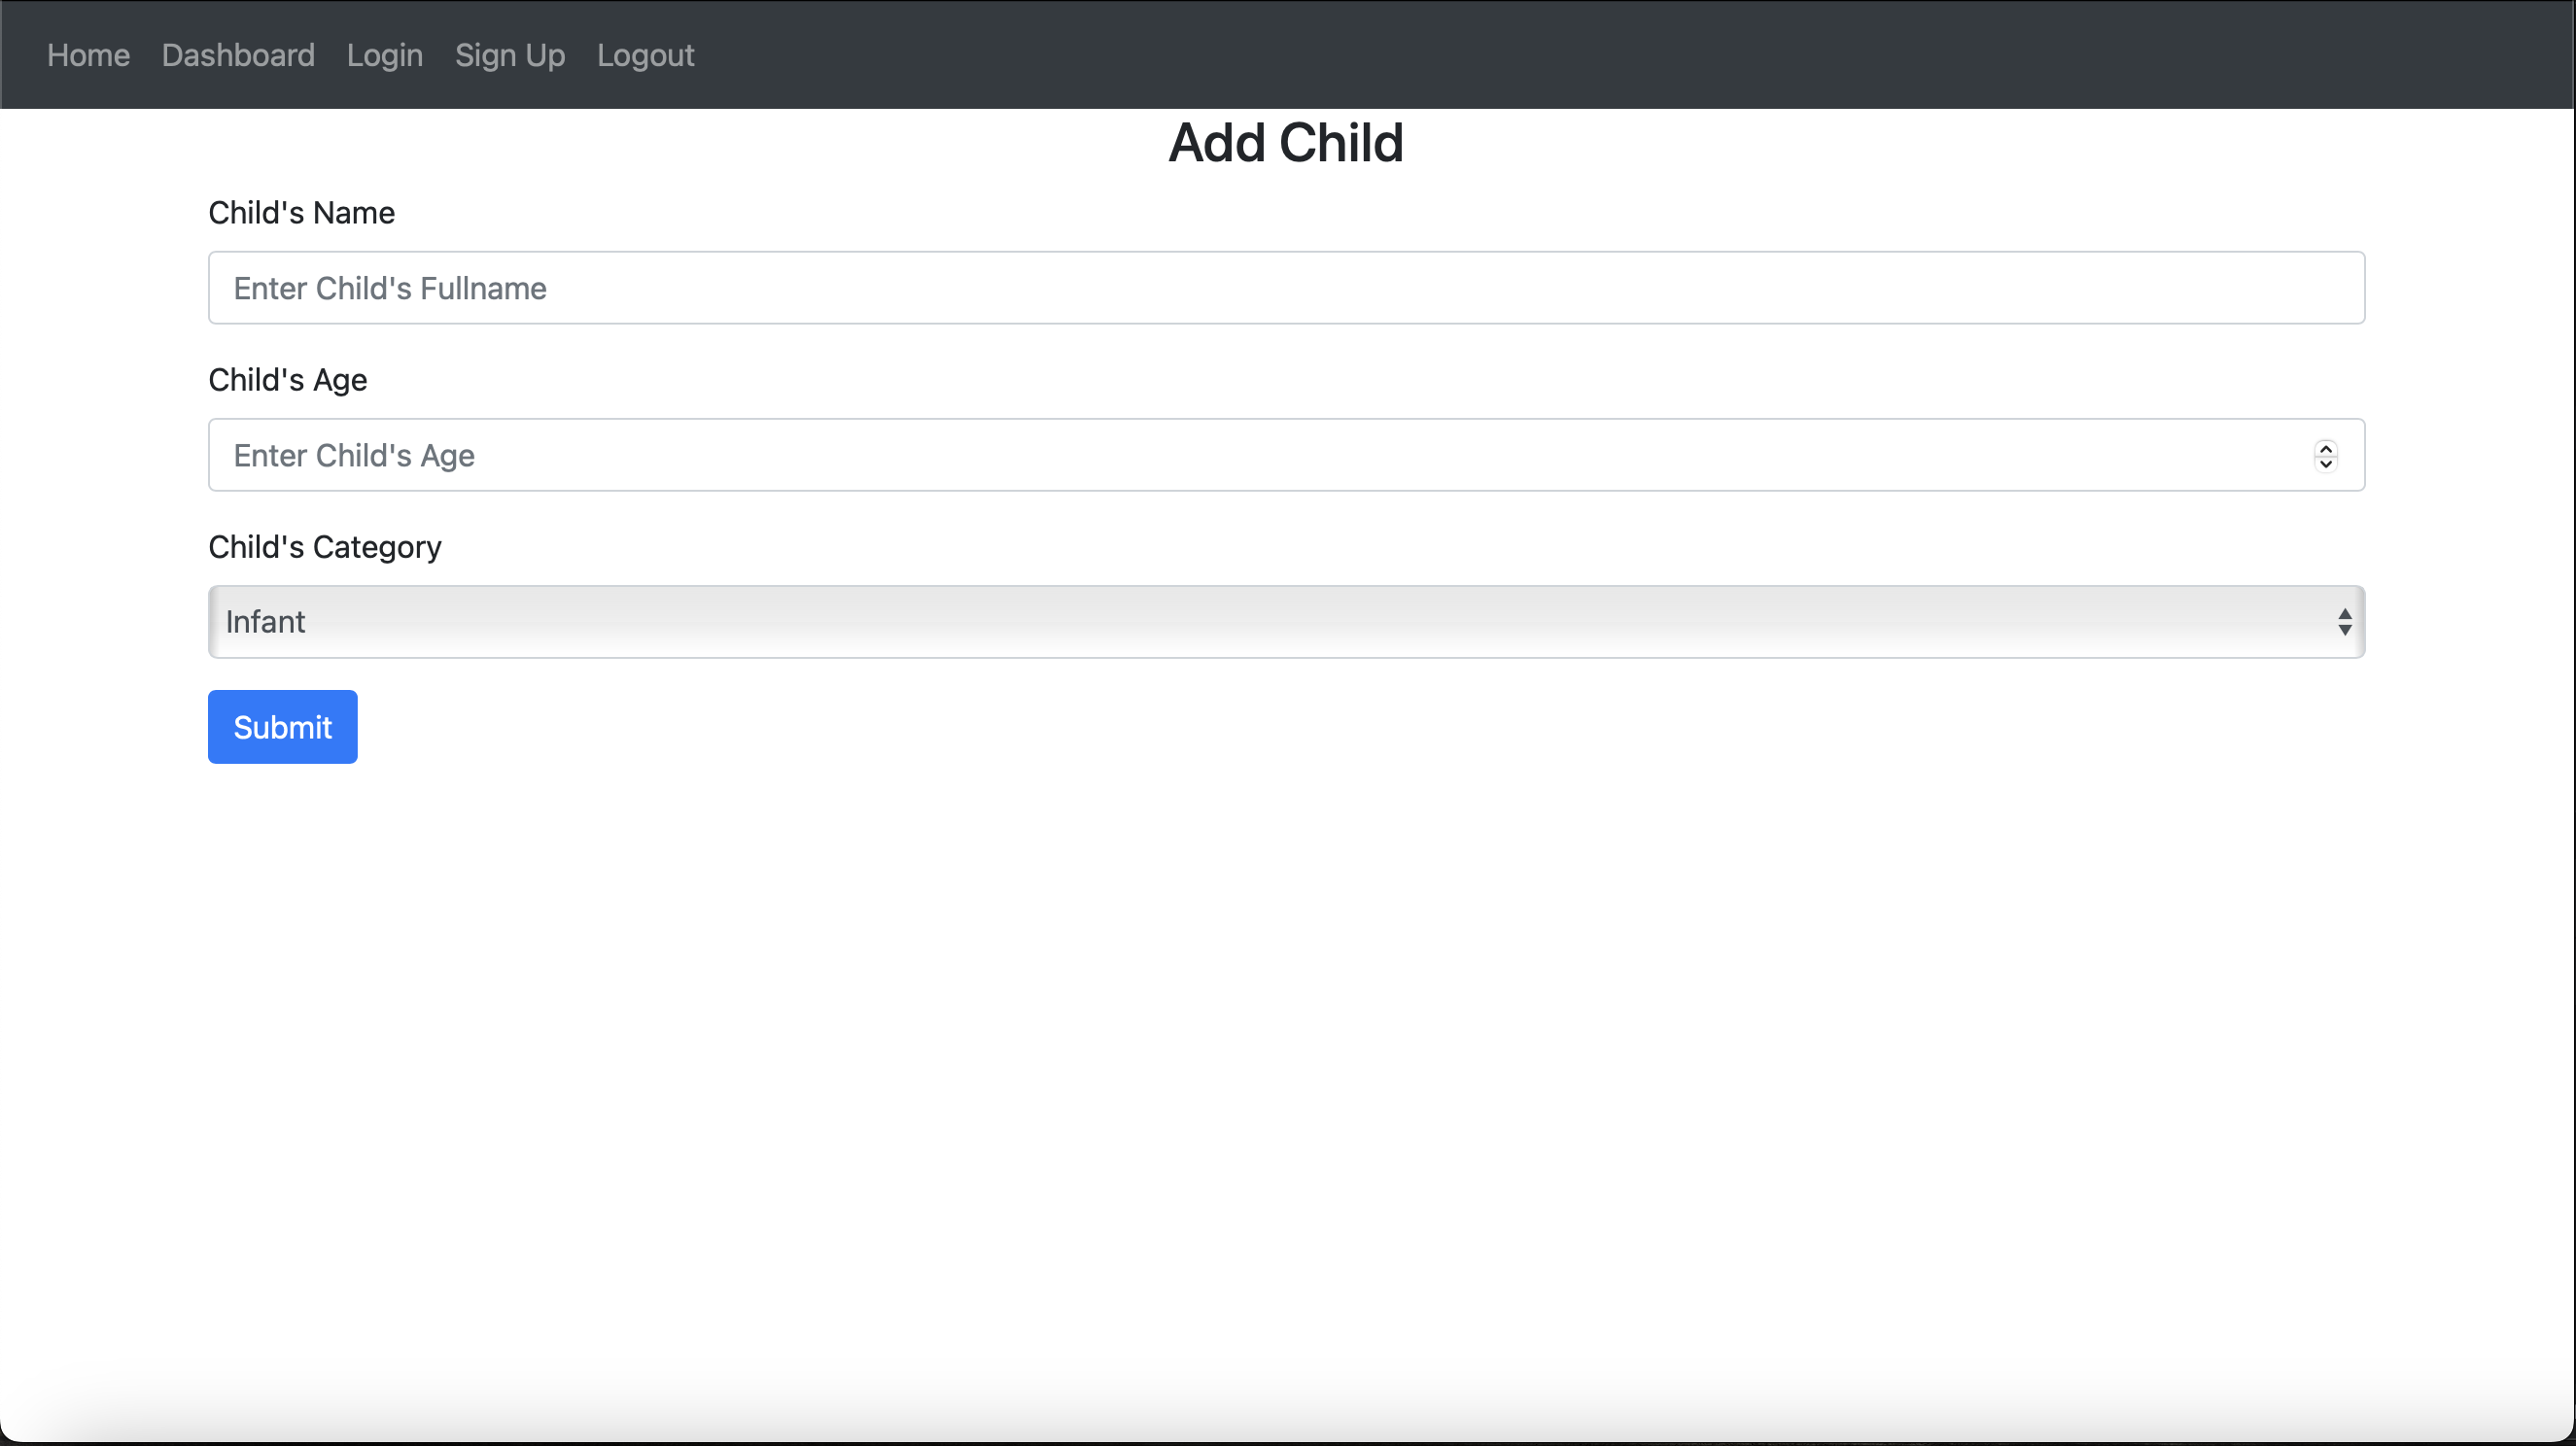 Home Dashboard Login Sign Up Logout
Add Child
Child's Name
Enter Child's Fullname
Child's Age
Enter Child's Age
Child's Category
Infant
Submit